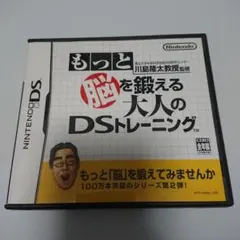 Nintendo
もっと
川島隆太教授監修
脳を鍛える
大人の
DSトレーニング
NINTENDO DS
もっと「脳」を鍛えてみませんか
100万本突破のシリーズ第2弾!